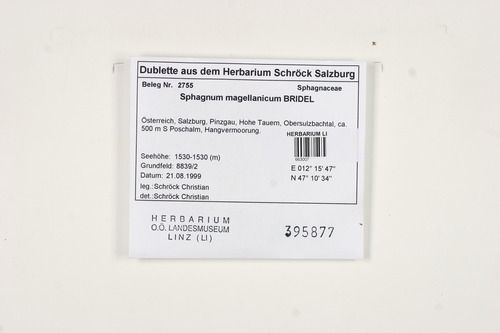 Dublette aus dem Herbarium Schröck Salzburg
Beleg Nr. 2755 Sphagnaceae
Sphagnum magellanicum BRIDEL
Österreich, Salzburg, Pinzgau, Hohe Tauern, Obersulzbachtal, ca.
500 m S Poschalm, Hangvermoorung.
HERBARIUM LI
663007
Seehöhe: 1530-1530 (m)
Grundfeld: 8839/2 E 012° 15' 47"
Datum: 21.08.1999 N 47° 10' 34"
leg.:Schröck Christian
det.:Schröck Christian
HERBARIUM
O.Ö. LANDESMUSEUM
LINZ (LI)
395877